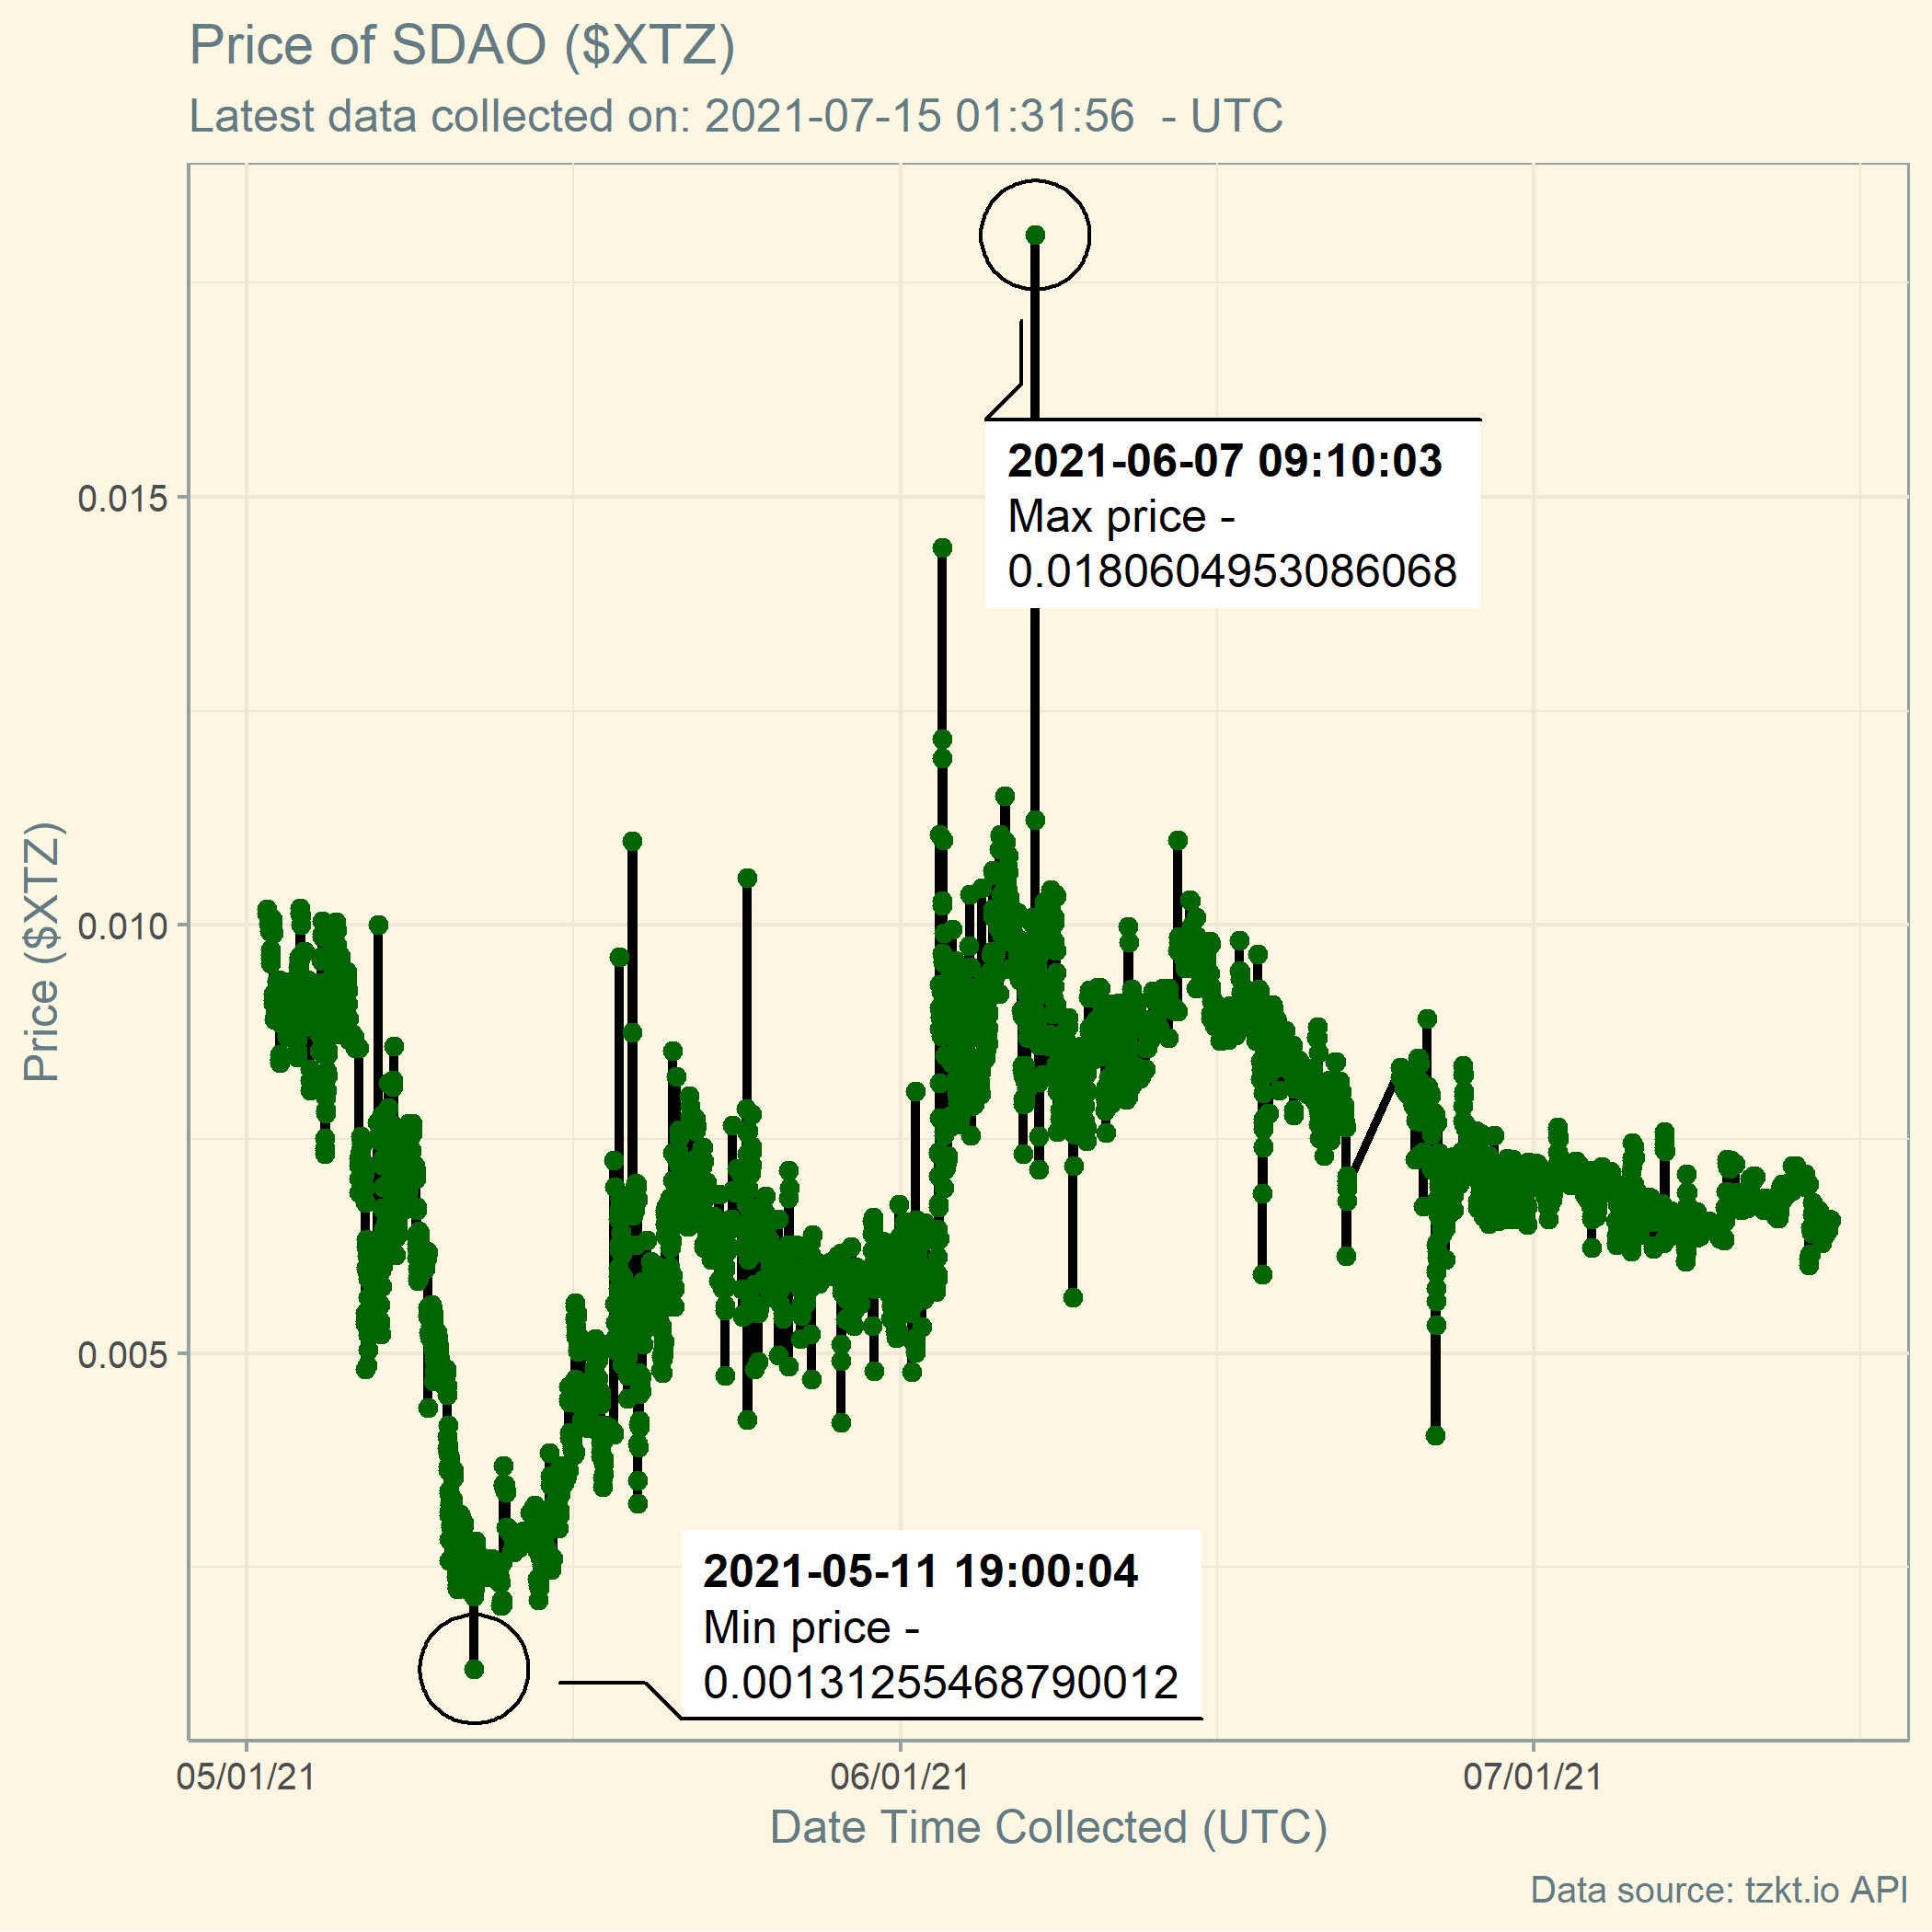 Price of SDAO ($XTZ)
Latest data collected on: 2021-07-15 01:31:56  - UTC
2021-06-07 09:10:03
Max price -
0.0180604953086068
0.015
0.010
0.005
Price ($XTZ)
2021-05-11 19:00:04
Min price -
0.00131255468790012
05/01/21
06/01/21
07/01/21
Date Time Collected (UTC)
Data source: tzkt.io API